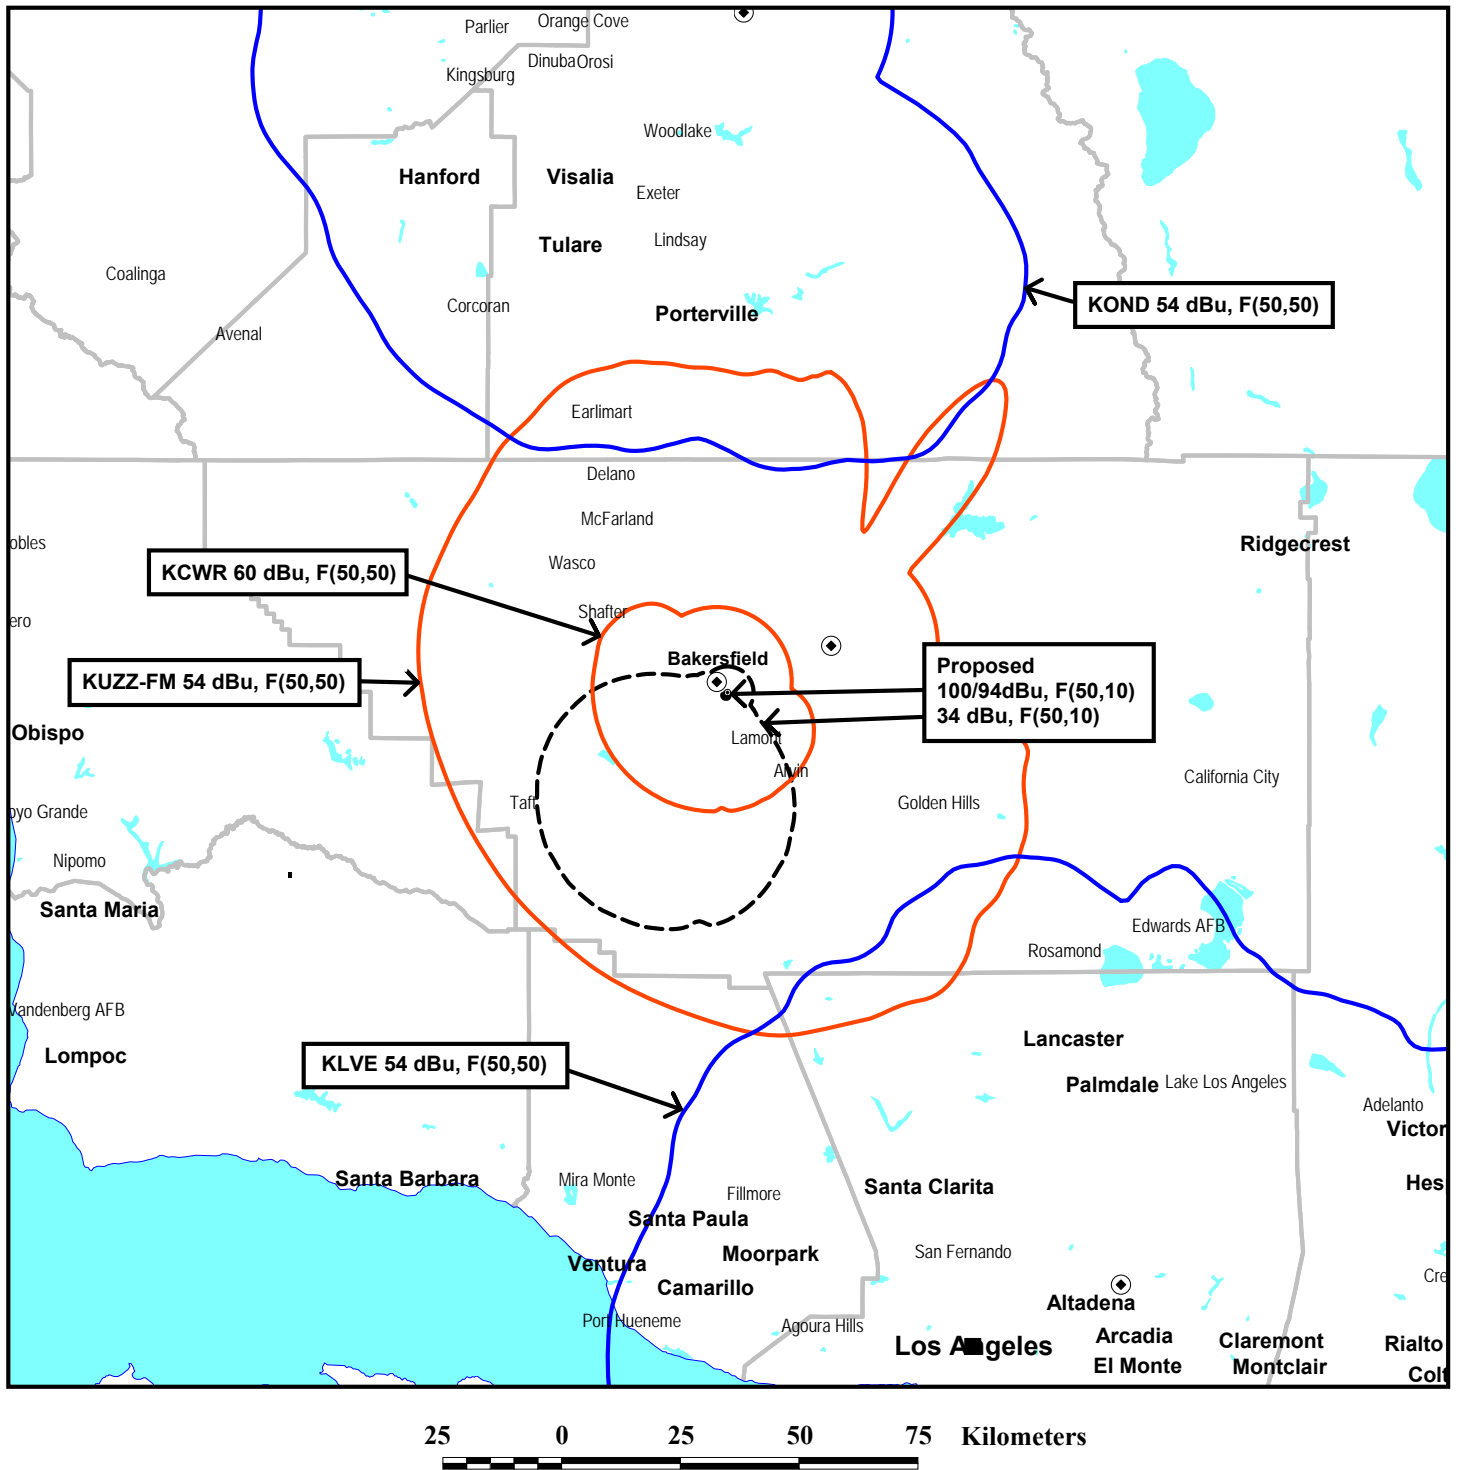 Parlier
Orange Cove
Dinuba
Orosi
Kingsburg
Woodlake
Hanford
Visalia
Exeter
Tulare
Lindsay
Coalinga
Corcoran
Porterville
KOND 54 dBu, F(50,50)
Avenal
Earlimart
Delano
McFarland
obles
Ridgecrest
Wasco
KCWR 60 dBu, F(50,50)
Shafter
ero
Bakersfield
Proposed
100/94dBu, F(50,10)
34 dBu, F(50,10)
KUZZ-FM 54 dBu, F(50,50)
Obispo
Lamont
Arvin
California City
Taft
Golden Hills
oyo Grande
Nipomo
Santa Maria
Edwards AFB
Rosamond
Vandenberg AFB
Lancaster
Lompoc
KLVE 54 dBu, F(50,50)
Palmdale
Lake Los Angeles
Adelanto
Victor
Santa Barbara
Mira Monte
Fillmore
Santa Clarita
Hes
Santa Paula
Moorpark
San Fernando
Ventura
Camarillo
Cre
Altadena
Port Hueneme
Agoura Hills
Los Angeles
Arcadia
Claremont
Rialto
El Monte
Montclair
Colt
25 0 25 50 75 Kilometers